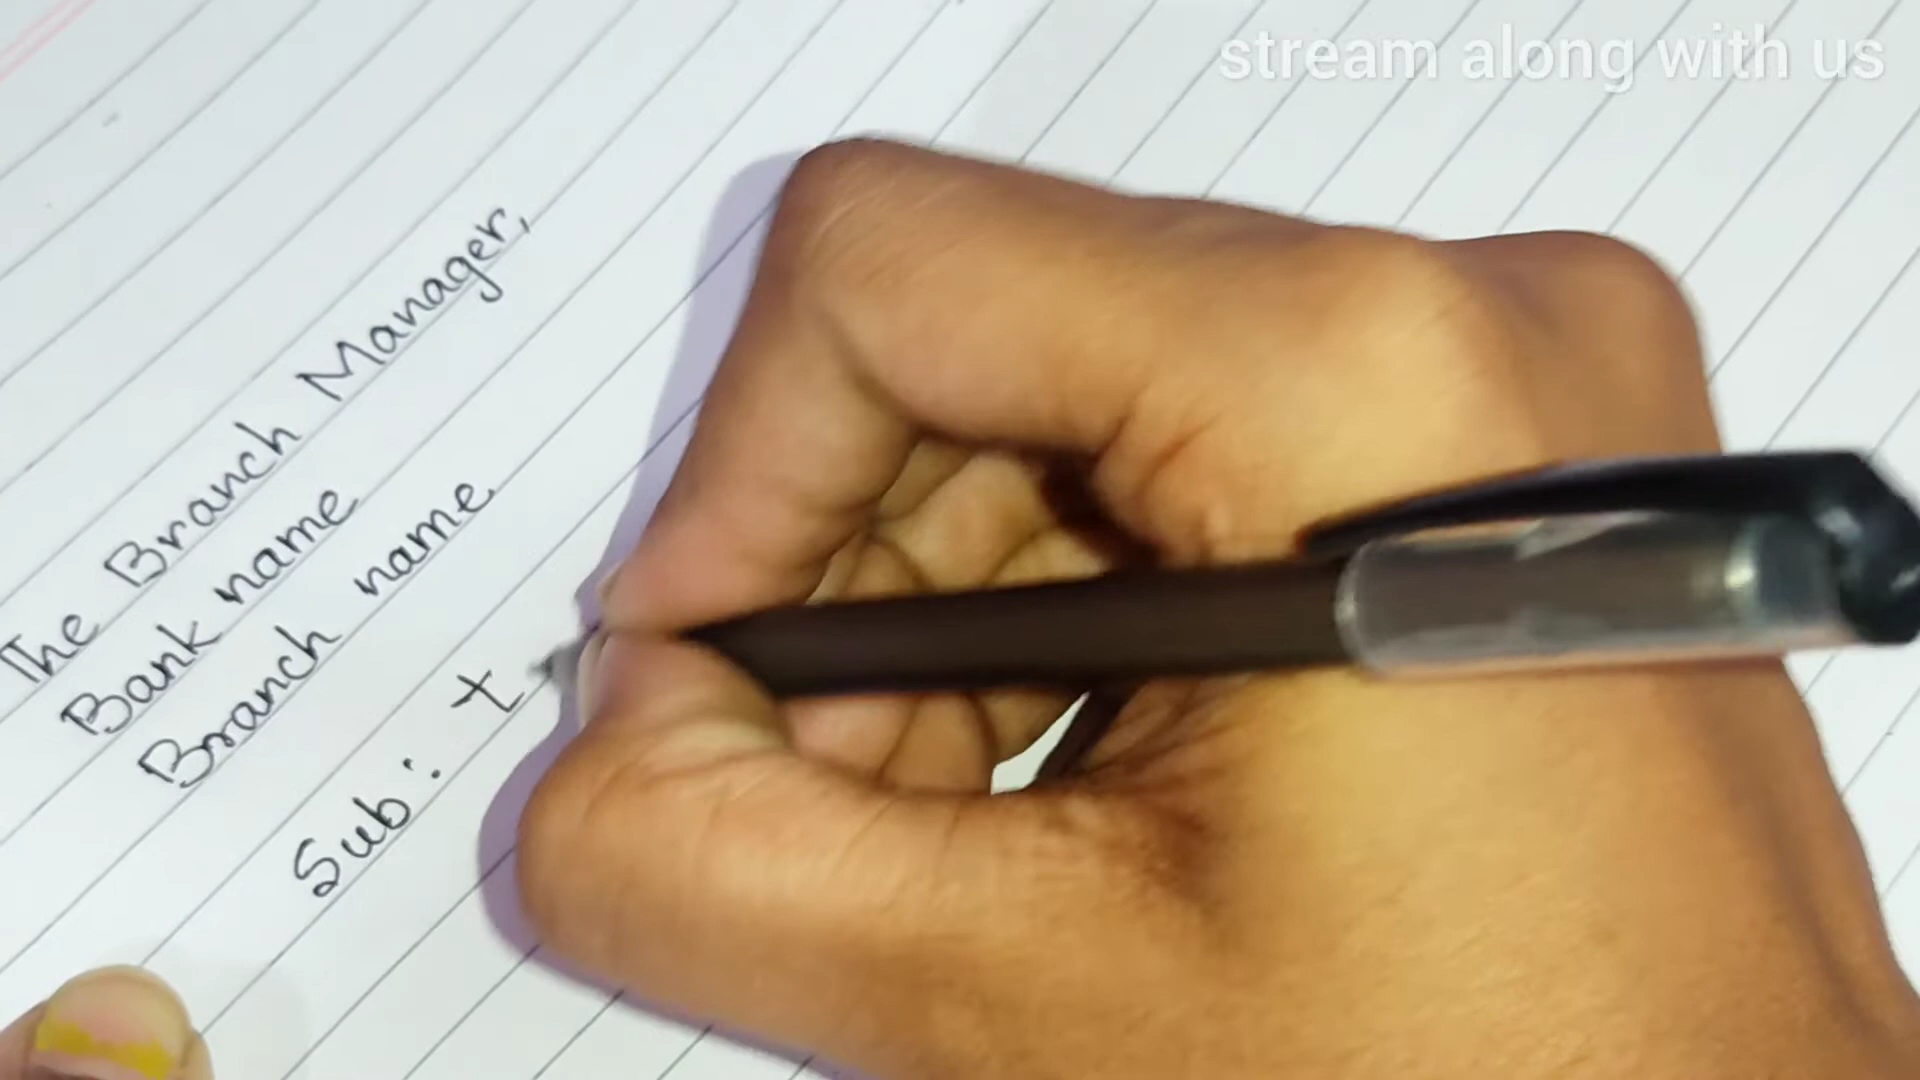 stream along with us
The Branch Manager,
Bank name
Branch name
Sub: t